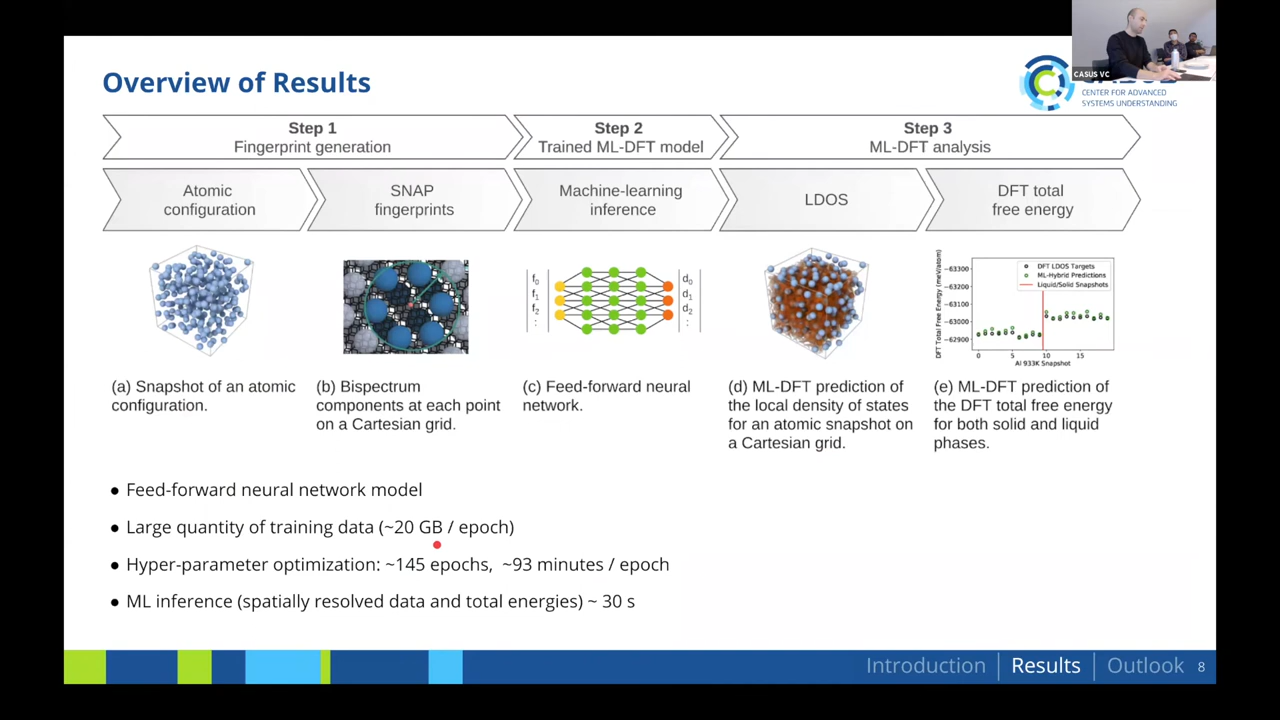 CASUS VC
CENTER FOR ADVANCED
SYSTEMS UNDERSTANDING
Overview of Results
Step 1
Fingerprint generation
Step 2
Trained ML-DFT model
Step 3
ML-DFT analysis
Atomic
configuration
SNAP
fingerprints
Machine-learning
inference
LDOS
DFT total
free energy
f₀
f₁
f₂
:
d₀
d₁
d₂
:
DFT Total Free Energy (meV/atom)
−63300
−63200
−63100
−63000
−62900
DFT LDOS Targets
ML-Hybrid Predictions
Liquid/Solid Snapshots
0 5 10 15
Al 933K Snapshot
(a) Snapshot of an atomic
configuration.
(b) Bispectrum
components at each point
on a Cartesian grid.
(c) Feed-forward neural
network.
(d) ML-DFT prediction of
the local density of states
for an atomic snapshot on
a Cartesian grid.
(e) ML-DFT prediction of
the DFT total free energy
for both solid and liquid
phases.
● Feed-forward neural network model
● Large quantity of training data (~20 GB / epoch)
● Hyper-parameter optimization: ~145 epochs, ~93 minutes / epoch
● ML inference (spatially resolved data and total energies) ~ 30 s
Introduction | Results | Outlook 8